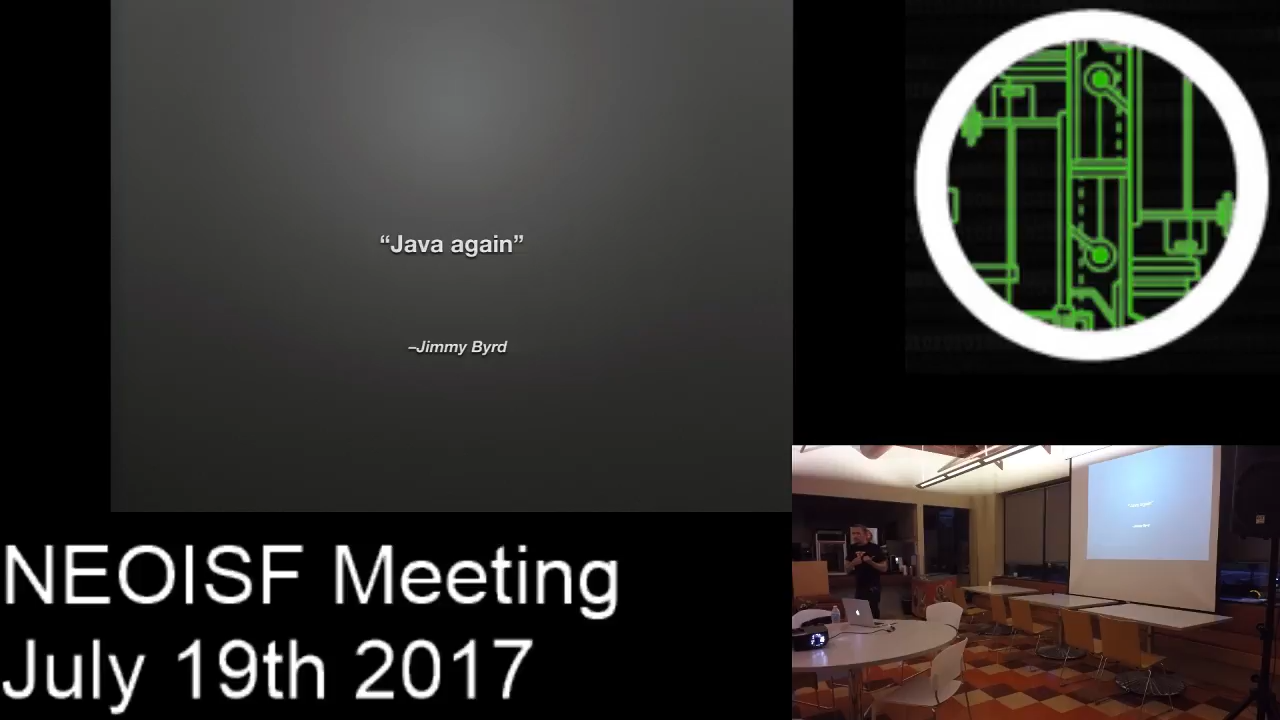 “Java again”
–Jimmy Byrd
NEOISF Meeting
July 19th 2017